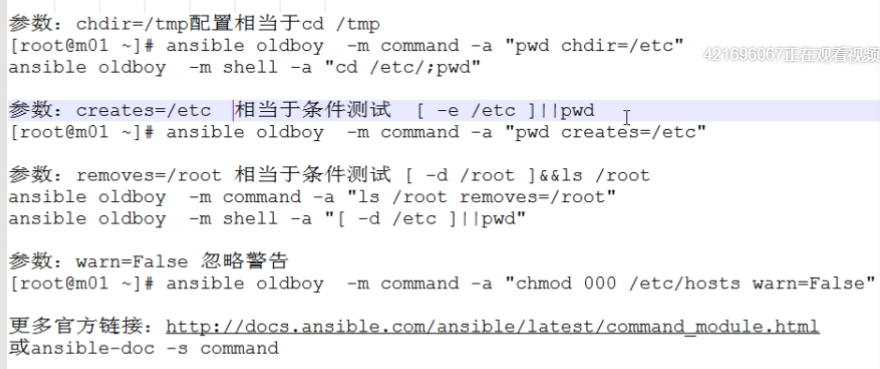 参数：chdir=/tmp配置相当于cd /tmp
[root@m01 ~]# ansible oldboy  -m command -a "pwd chdir=/etc"
421696067正在观看视频
ansible oldboy  -m shell -a "cd /etc/;pwd"
参数：creates=/etc  相当于条件测试  [ -e /etc ]||pwd
[root@m01 ~]# ansible oldboy  -m command -a "pwd creates=/etc"
参数：removes=/root 相当于条件测试 [ -d /root ]&&ls /root
ansible oldboy  -m command -a "ls /root removes=/root"
ansible oldboy  -m shell -a "[ -d /etc ]||pwd"
参数：warn=False 忽略警告
[root@m01 ~]# ansible oldboy  -m command -a "chmod 000 /etc/hosts warn=False"
更多官方链接：http://docs.ansible.com/ansible/latest/command_module.html
或ansible-doc -s command